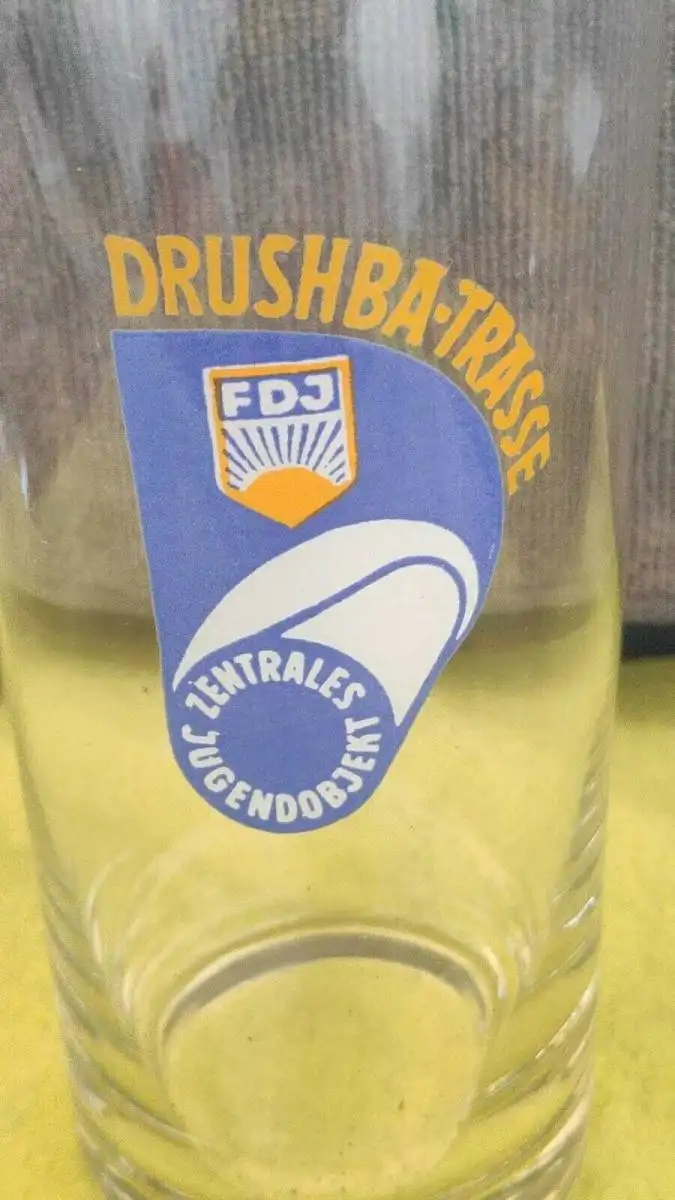 DRUSHBA-TRASSE
FDJ
ZENTRALES
JUGENDOBJEKT